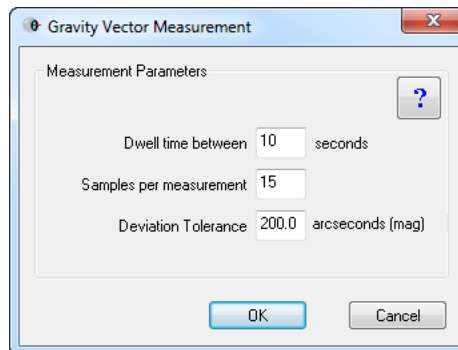 Gravity Vector Measurement
Measurement Parameters
?
Dwell time between 10 seconds
Samples per measurement 15
Deviation Tolerance 200.0 arcseconds (mag)
OK Cancel